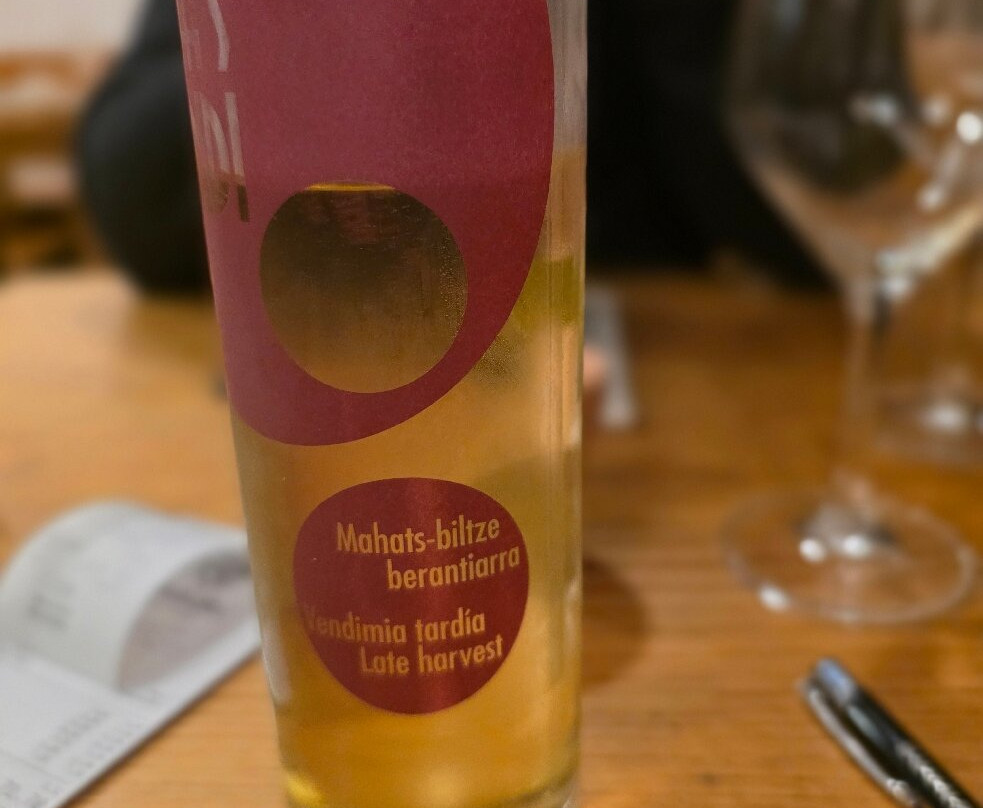 Mahats-biltze
berantiarra
Vendimia tardía
Late harvest